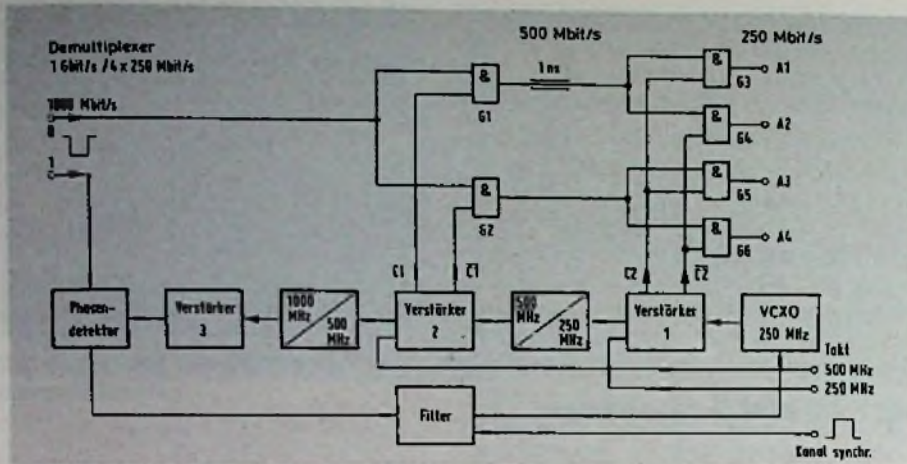 Demultiplexer
1 Gbit/s / 4 x 250 Mbit/s
500 Mbit/s
250 Mbit/s
1000 Mbit/s
0
1
&
G1
1 ns
&
G2
&
G3
A1
&
G4
A2
&
G5
A3
&
G6
A4
C1
C1
C2
C2
Phasen-
detektor
Verstärker
3
1000
MHz
500
MHz
Verstärker
2
500
MHz
250
MHz
Verstärker
1
VCXO
250 MHz
Takt
500 MHz
250 MHz
Filter
Kanal synchr.